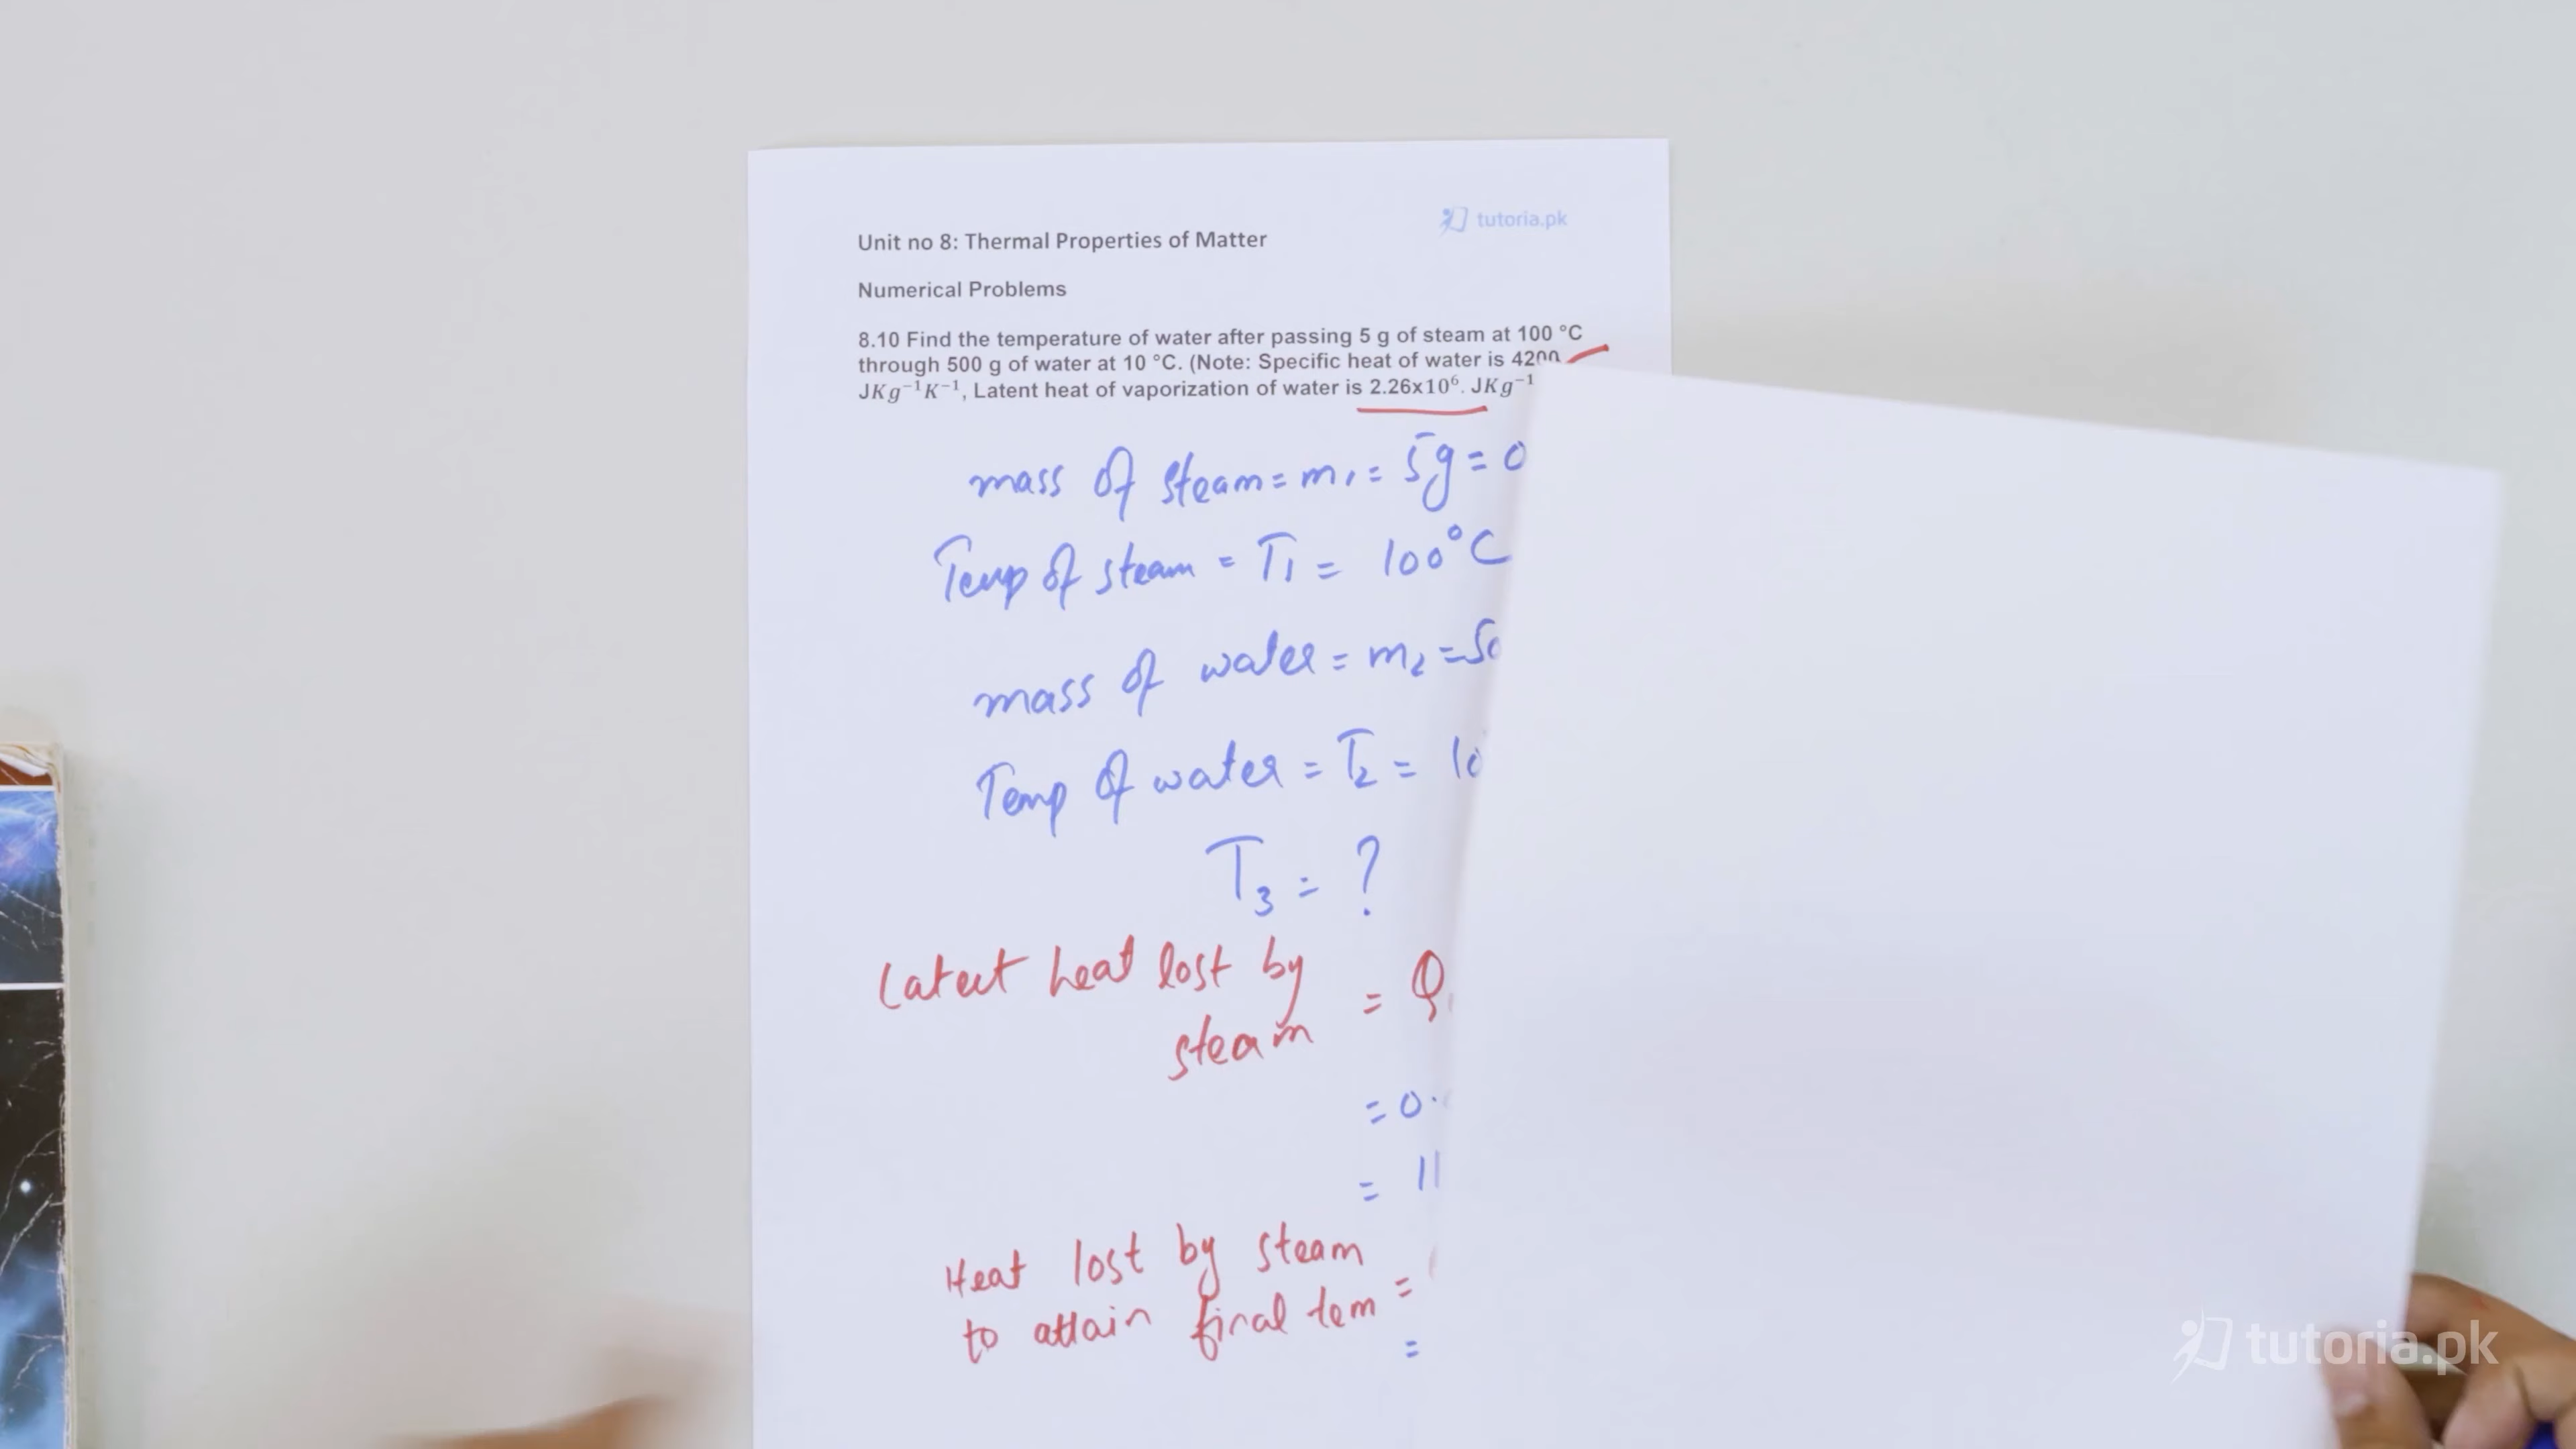 tutoria.pk
Unit no 8: Thermal Properties of Matter
Numerical Problems
8.10 Find the temperature of water after passing 5 g of steam at 100 °C
through 500 g of water at 10 °C. (Note: Specific heat of water is 4200
JKg⁻¹K⁻¹, Latent heat of vaporization of water is 2.26x10⁶. JKg⁻¹
mass of steam = m₁ = 5g = 0
Temp of steam = T₁ = 100°C
mass of water = m₂ = 50
Temp of water = T₂ = 10
T₃ = ?
Latent heat lost by
steam = Q
= 0.
= 11
Heat lost by steam
to attain final tem =
=
tutoria.pk